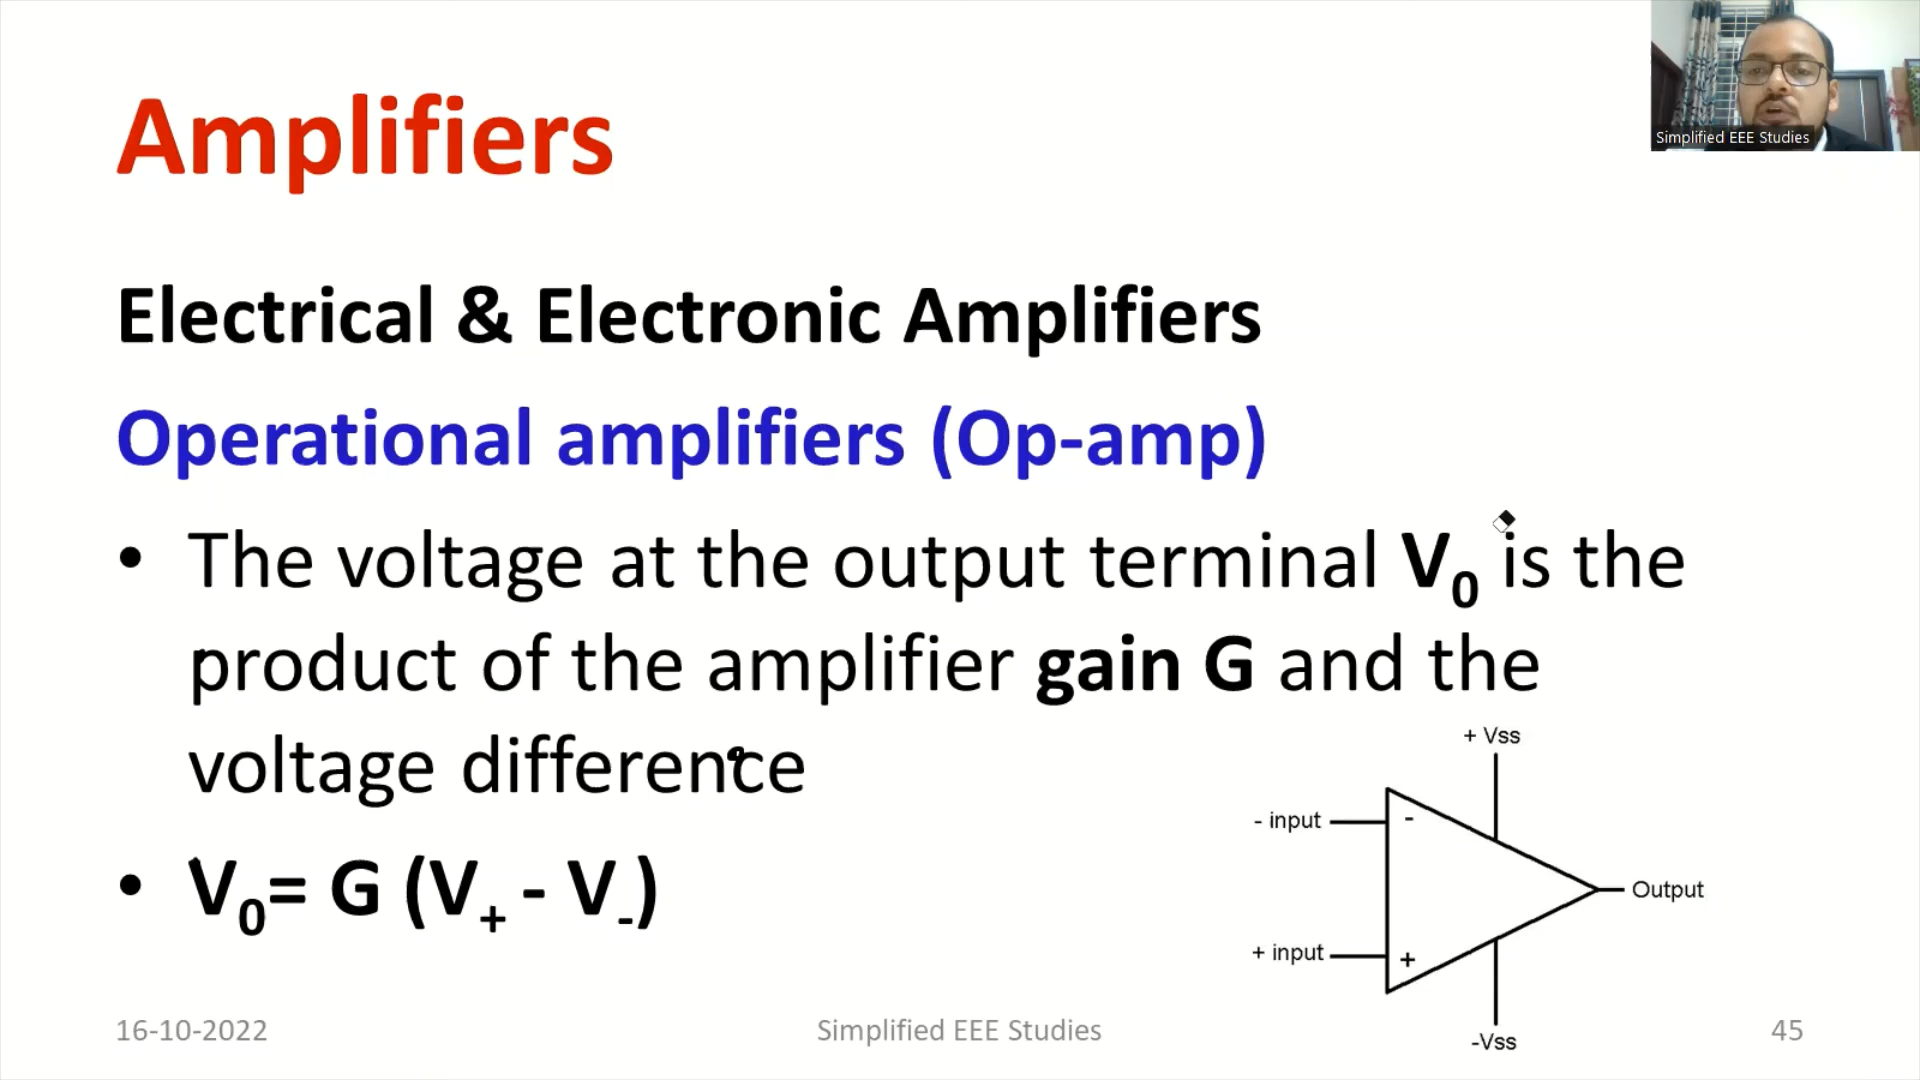 Amplifiers
Simplified EEE Studies
Electrical & Electronic Amplifiers
Operational amplifiers (Op-amp)
• The voltage at the output terminal V0 is the
product of the amplifier gain G and the
voltage difference
• V0= G (V+ - V-)
+ Vss
- input
-
Output
+ input
+
-Vss
16-10-2022
Simplified EEE Studies
45